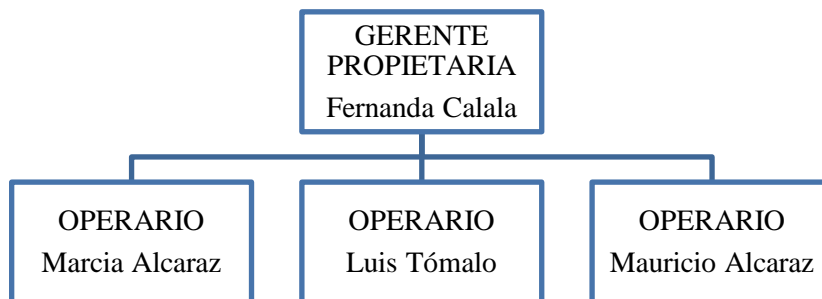 GERENTE
PROPIETARIA
Fernanda Calala
OPERARIO
Marcia Alcaraz
OPERARIO
Luis Tómalo
OPERARIO
Mauricio Alcaraz